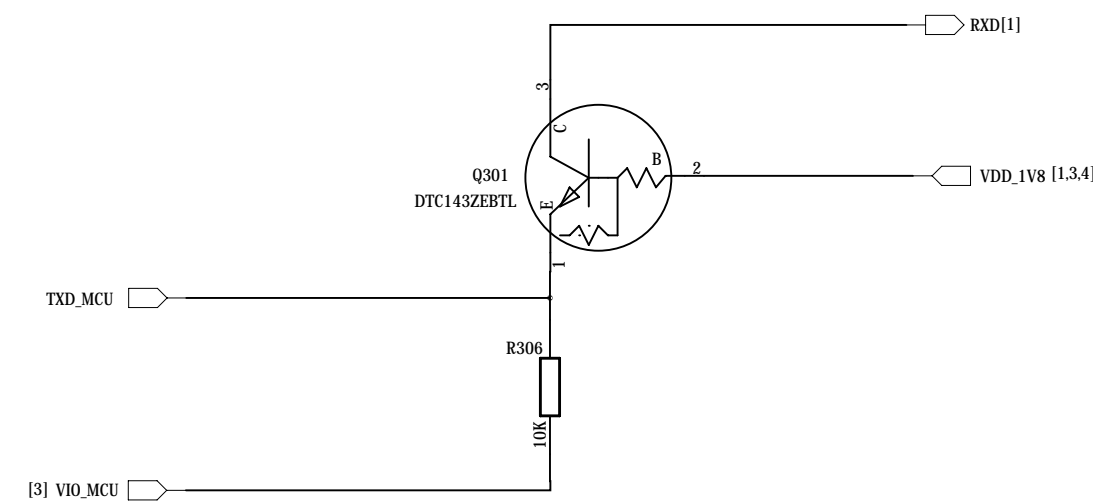 RXD[1]
3
C
B
2
Q301
VDD_1V8 [1,3,4]
DTC143ZEBTL
E
1
TXD_MCU
R306
10K
[3] VIO_MCU